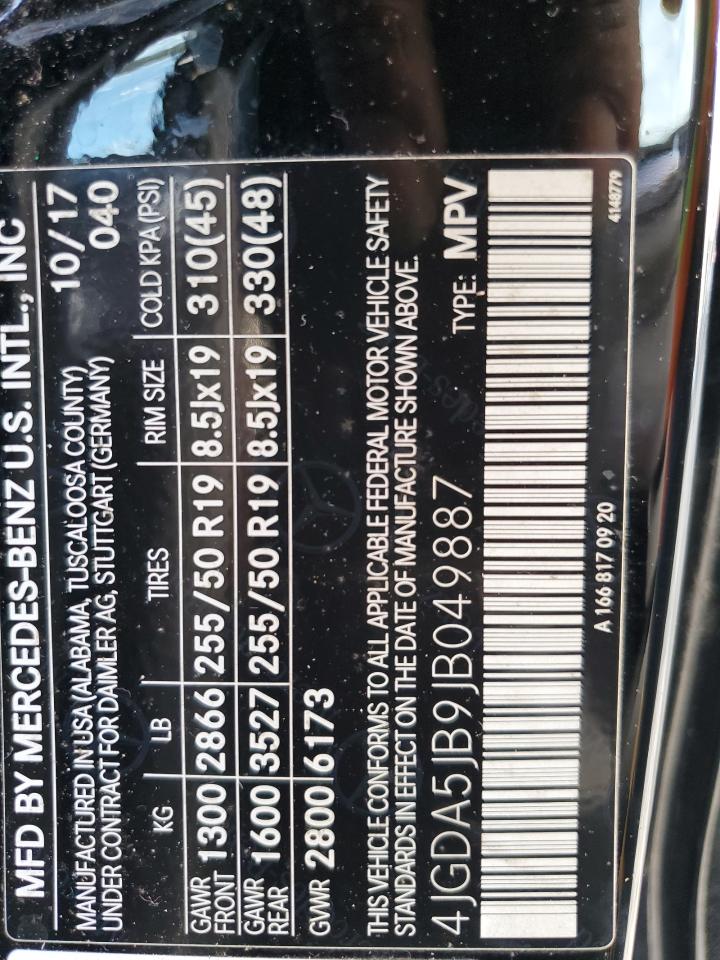 MFD BY MERCEDES-BENZ U.S. INTL., INC
MANUFACTURED IN USA (ALABAMA, TUSCALOOSA COUNTY) 10/17
UNDER CONTRACT FOR DAIMLER AG, STUTTGART (GERMANY) 040
KG LB TIRES RIM SIZE COLD KPA (PSI)
GAWR FRONT 1300 2866 255/50 R19 8.5Jx19 310(45)
GAWR REAR 1600 3527 255/50 R19 8.5Jx19 330(48)
GVWR 2800 6173
THIS VEHICLE CONFORMS TO ALL APPLICABLE FEDERAL MOTOR VEHICLE SAFETY
STANDARDS IN EFFECT ON THE DATE OF MANUFACTURE SHOWN ABOVE.
4JGDA5JB9JB049887 TYPE: MPV
A 166 817 09 20 4148779